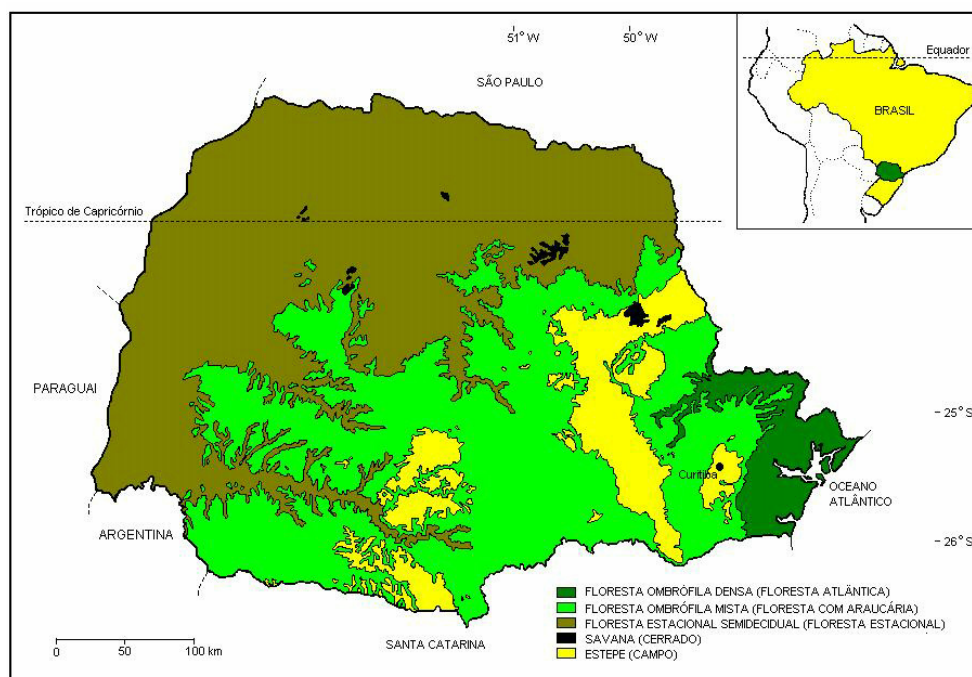 51° W
50° W
SÃO PAULO
Equador
BRASIL
Trópico de Capricórnio
PARAGUAI
25° S
Curitiba
OCEANO
ATLÂNTICO
ARGENTINA
26° S
FLORESTA OMBRÓFILA DENSA (FLORESTA ATLÂNTICA)
FLORESTA OMBRÓFILA MISTA (FLORESTA COM ARAUCÁRIA)
FLORESTA ESTACIONAL SEMIDECIDUAL (FLORESTA ESTACIONAL)
SAVANA (CERRADO)
ESTEPE (CAMPO)
SANTA CATARINA
0 50 100 km